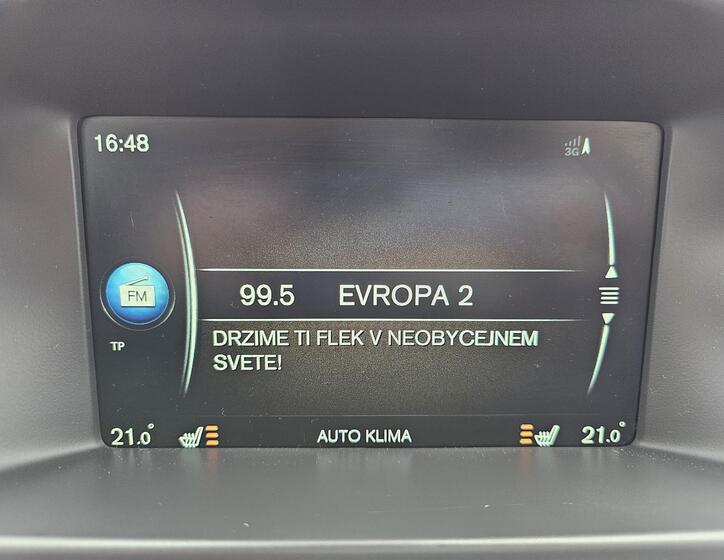 16:48
3G
FM
99.5 EVROPA 2
TP
DRZIME TI FLEK V NEOBYCEJNEM
SVETE!
21.0° AUTO KLIMA 21.0°